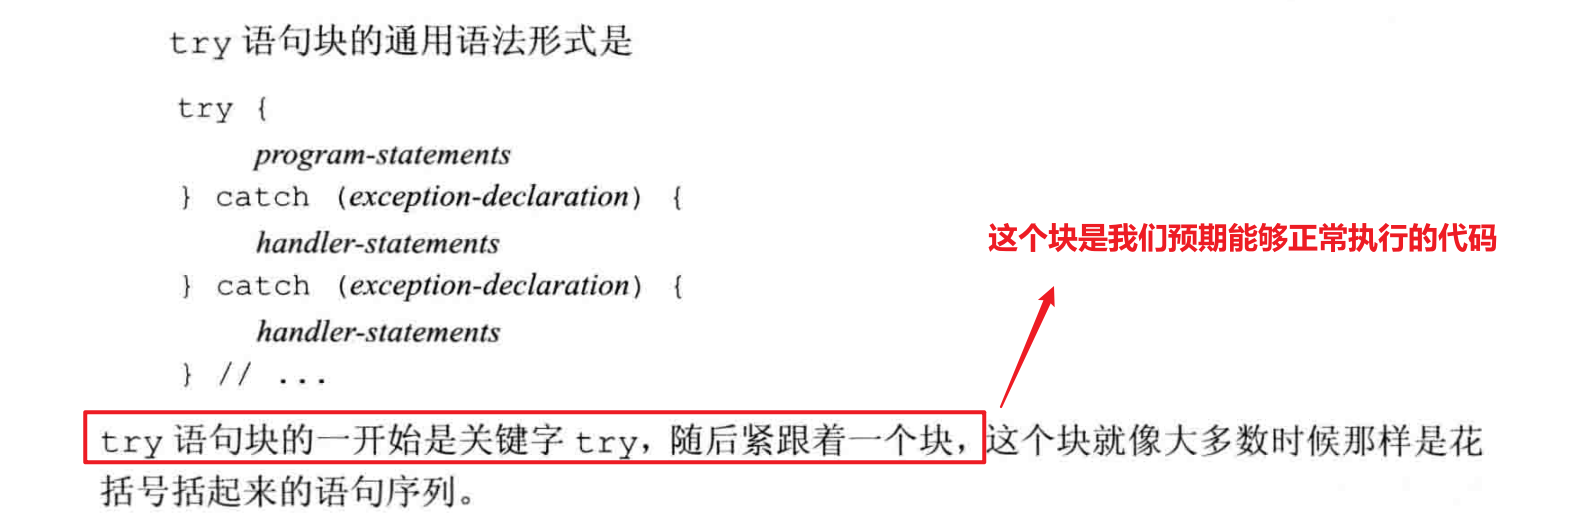 try 语句块的通用语法形式是
try {
program-statements
} catch (exception-declaration) {
handler-statements
} catch (exception-declaration) {
handler-statements
} // ...
这个块是我们预期能够正常执行的代码
try 语句块的一开始是关键字 try，随后紧跟着一个块，这个块就像大多数时候那样是花
括号括起来的语句序列。